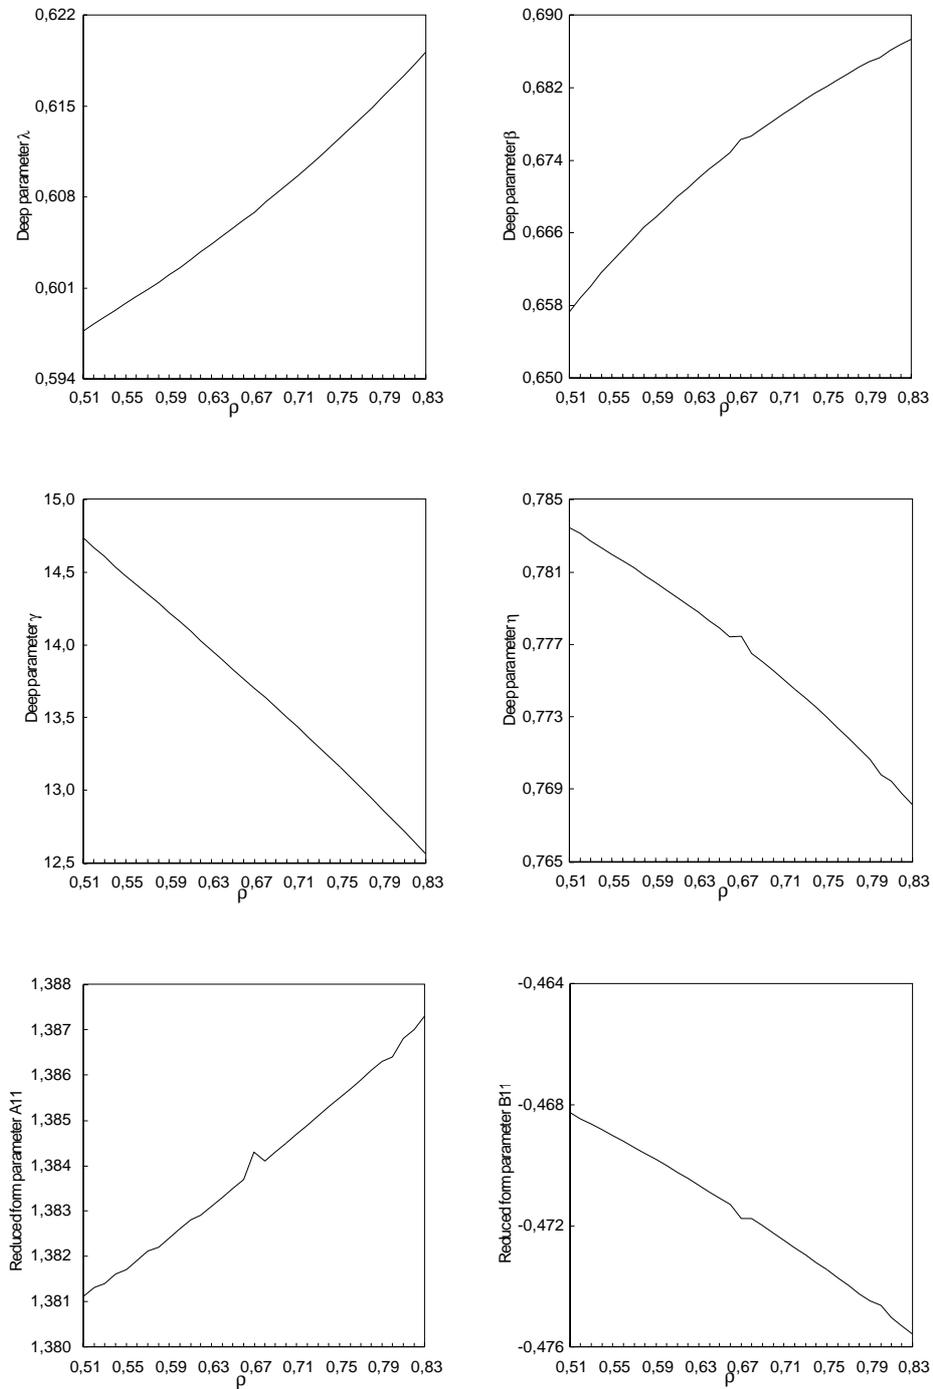 0,622
0,615
0,608
0,601
0,594
Deep parameter λ
0,51 0,55 0,59 0,63 0,67 0,71 0,75 0,79 0,83
ρ
0,690
0,682
0,674
0,666
0,658
0,650
Deep parameter β
0,51 0,55 0,59 0,63 0,67 0,71 0,75 0,79 0,83
ρ
15,0
14,5
14,0
13,5
13,0
12,5
Deep parameter γ
0,51 0,55 0,59 0,63 0,67 0,71 0,75 0,79 0,83
ρ
0,785
0,781
0,777
0,773
0,769
0,765
Deep parameter η
0,51 0,55 0,59 0,63 0,67 0,71 0,75 0,79 0,83
ρ
1,388
1,387
1,386
1,385
1,384
1,383
1,382
1,381
1,380
Reduced form parameter A11
0,51 0,55 0,59 0,63 0,67 0,71 0,75 0,79 0,83
ρ
-0,464
-0,468
-0,472
-0,476
Reduced form parameter B11
0,51 0,55 0,59 0,63 0,67 0,71 0,75 0,79 0,83
ρ